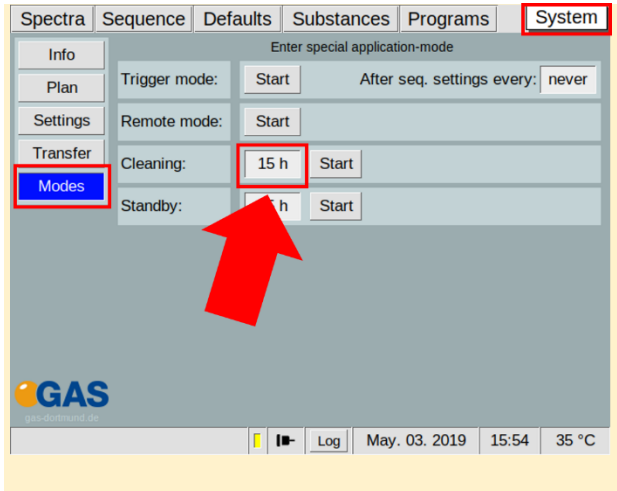 Spectra Sequence Defaults Substances Programs System
Info
Plan
Settings
Transfer
Modes
Enter special application-mode
Trigger mode: Start After seq. settings every: never
Remote mode: Start
Cleaning: 15 h Start
Standby: h Start
GAS
gas-dortmund.de
Log May. 03. 2019 15:54 35 °C